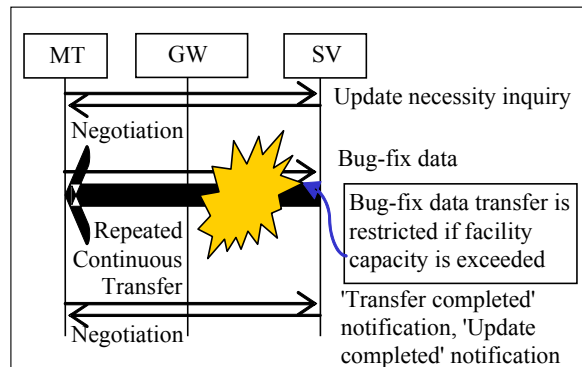 MT
GW
SV
Update necessity inquiry
Negotiation
Bug-fix data
Bug-fix data transfer is
restricted if facility
capacity is exceeded
Repeated
Continuous
Transfer
'Transfer completed'
notification, 'Update
completed' notification
Negotiation